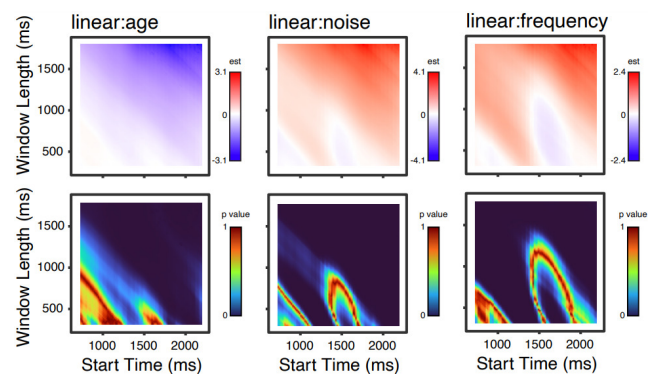 linear:age
linear:noise
linear:frequency
Window Length (ms)
1500
1000
500
est
3.1
0
-3.1
est
4.1
0
-4.1
est
2.4
0
-2.4
Window Length (ms)
1500
1000
500
p value
1
0
p value
1
0
p value
1
0
1000 1500 2000
1000 1500 2000
1000 1500 2000
Start Time (ms)
Start Time (ms)
Start Time (ms)